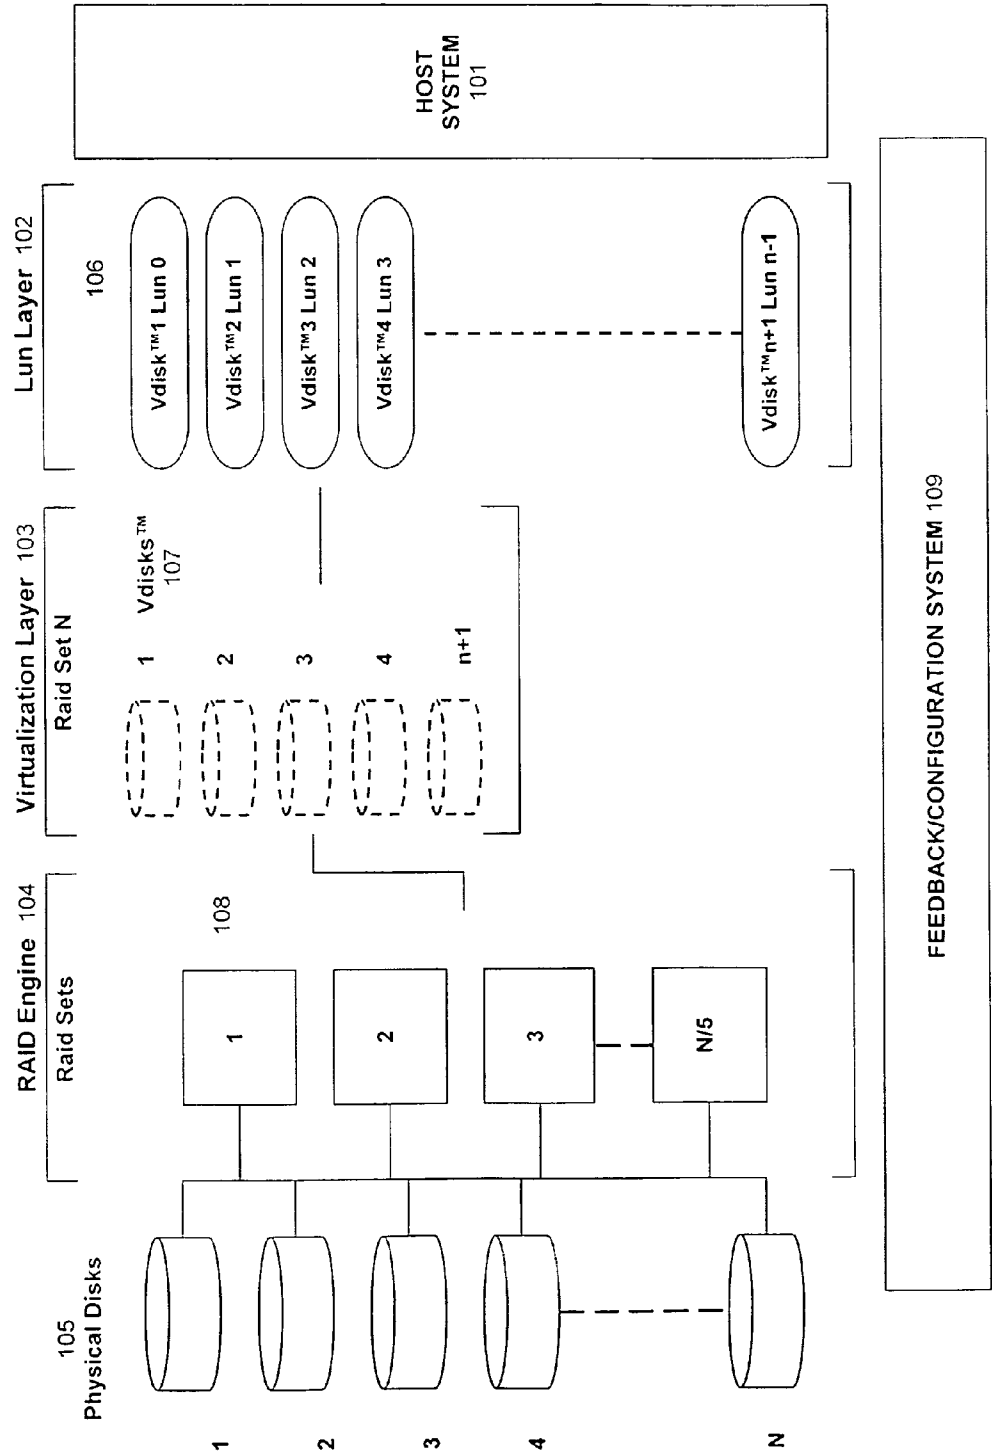 105
Physical Disks
1
2
3
4
N
RAID Engine 104
Raid Sets
108
1
2
3
N/5
Virtualization Layer 103
Raid Set N
Vdisks™
107
1
2
3
4
n+1
Lun Layer 102
106
Vdisk™1 Lun 0
Vdisk™2 Lun 1
Vdisk™3 Lun 2
Vdisk™4 Lun 3
Vdisk™n+1 Lun n-1
HOST
SYSTEM
101
FEEDBACK/CONFIGURATION SYSTEM 109